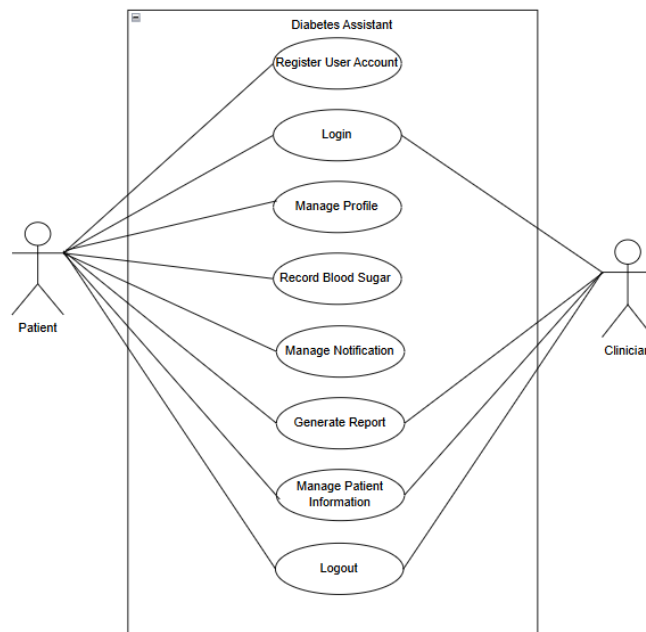 Diabetes Assistant
Register User Account
Login
Manage Profile
Record Blood Sugar
Manage Notification
Patient
Clinician
Generate Report
Manage Patient
Information
Logout